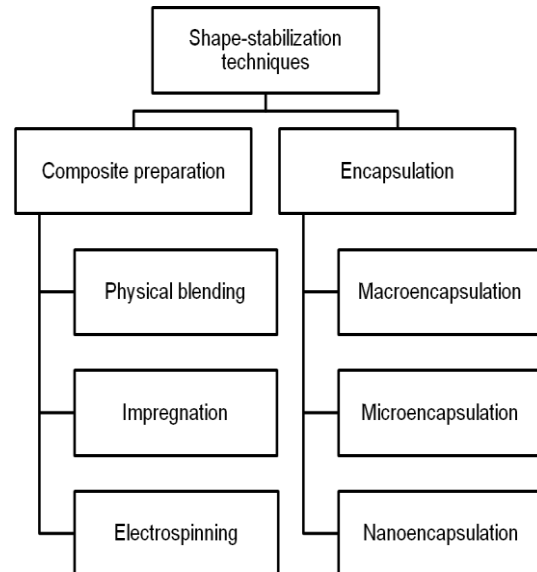 Shape-stabilization
techniques
Composite preparation
Encapsulation
Physical blending
Macroencapsulation
Impregnation
Microencapsulation
Electrospinning
Nanoencapsulation